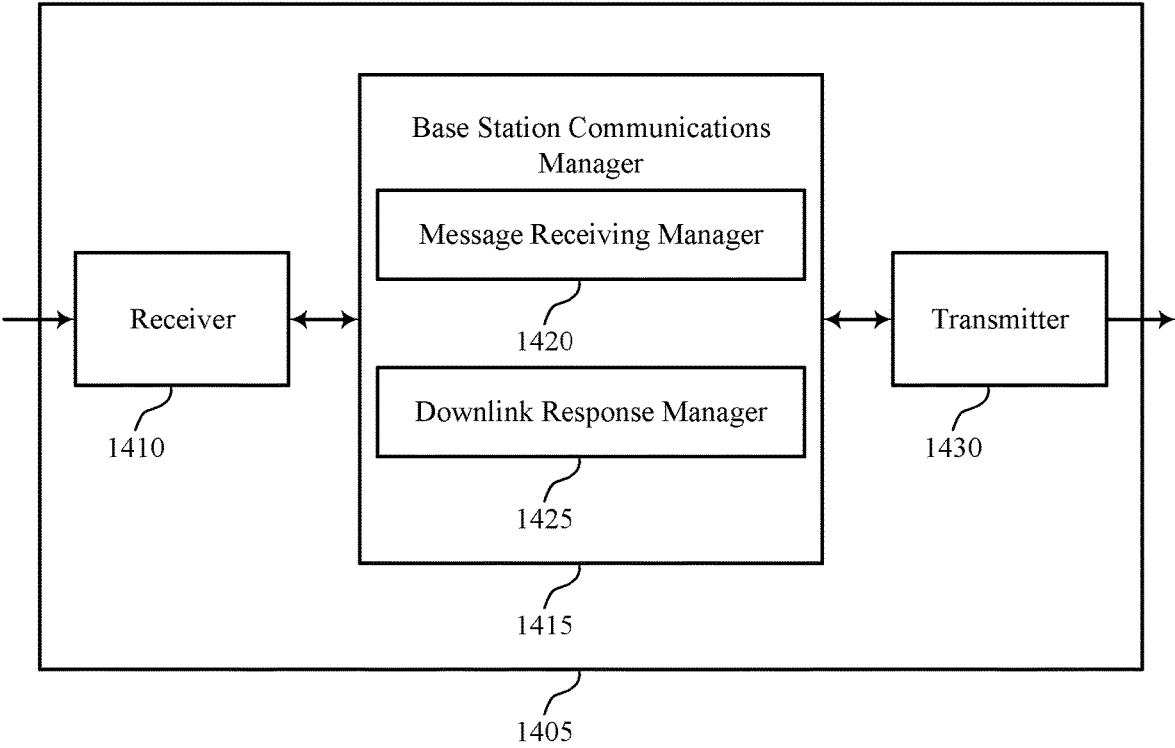 Base Station Communications
Manager
Message Receiving Manager
1420
Receiver
1410
Transmitter
1430
Downlink Response Manager
1425
1415
1405